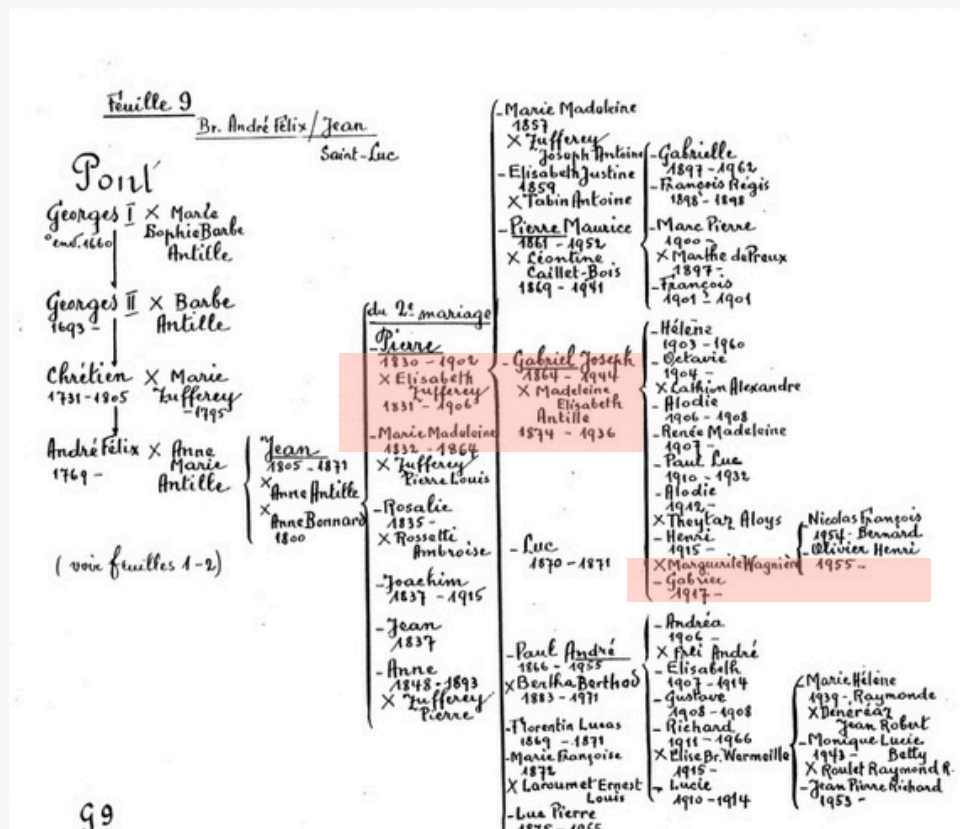 Feuille 9
Br. André Félix / Jean
Saint-Luc
Pont
Georges I X Marie
° env. 1660 Sophie Barbe
Antille
Georges II X Barbe
1693 - Antille
Chrétien X Marie
1731-1805 Zufferey
-1795
André Félix X Anne
1769 - Marie
Antille
(voir feuilles 1-2)
G9
Jean
1805-1871
X
Anne Antille
X
Anne Bonnard
1800
du 2e mariage
- Pierre
1830-1902
X Elisabeth
Zufferey
1831-1906
- Marie Madeleine
1832-1864
X Zufferey
Pierre Louis
- Rosalie
1835-
X Rossetti
Ambroise
- Joachim
1837-1915
- Jean
1837
- Anne
1848-1893
X Zufferey
Pierre
- Marie Madeleine
1857
X Zufferey
Joseph Antoine
- Elisabeth Justine
1859
X Tabin Antoine
- Pierre Maurice
1861-1952
X Léontine
Caillet-Bois
1869-1941
- Gabriel Joseph
1864-1944
X Madeleine
Elisabeth
Antille
1874-1936
- Luc
1870-1871
- Paul André
1866-1955
X Bertha Berthod
1883-1971
- Florentin Lucas
1869-1871
- Marie Françoise
1872
X Laroumet Ernest
Louis
- Luc Pierre
- Gabrielle
1897-1962
- François Régis
1898-1898
- Marc Pierre
1900-
X Marthe de Preux
1897-
- François
1901-1901
- Hélène
1903-1960
- Octavie
1904-
X Lathion Alexandre
- Alodie
1906-1908
- Renée Madeleine
1907-
- Paul Luc
1910-1932
- Alodie
1912-
X Theytaz Aloys
- Henri
1915-
X Marguerite Wagnière
- Gabriel
1917-
- Nicolas François
1954- Bernard
- Olivier Henri
1955-
- Andréa
1906-
X Frei André
- Elisabeth
1907-1914
- Gustave
1908-1908
- Richard
1911-1966
X Elise Br. Wermeille
1915-
- Lucie
1910-1914
- Marie Hélène
1939- Raymonde
X Dénéréaz
Jean Robert
- Monique Lucie
1943- Betty
X Roulet Raymond R.
- Jean Pierre Richard
1953-